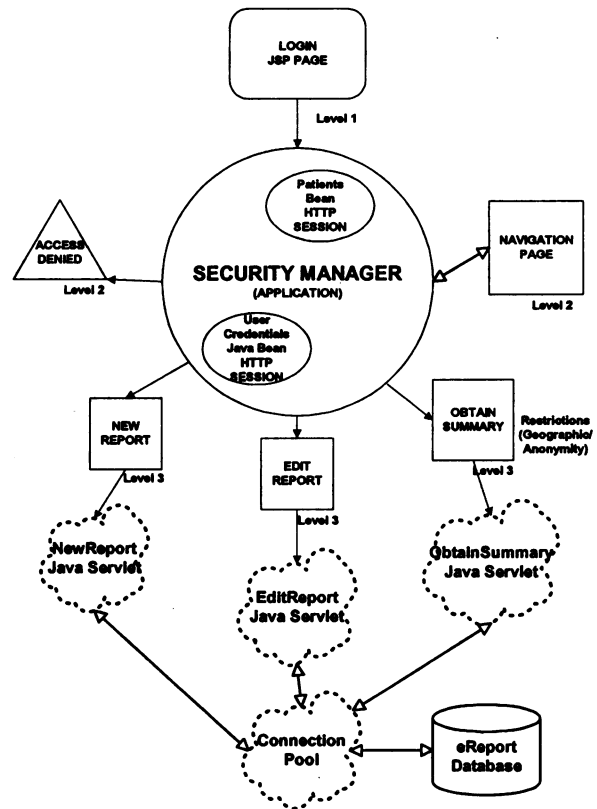 LOGIN
JSP PAGE
Level 1
Patients
Bean
HTTP
SESSION
ACCESS
DENIED
Level 2
SECURITY MANAGER
(APPLICATION)
NAVIGATION
PAGE
Level 2
User
Credentials
Java Bean
HTTP
SESSION
NEW
REPORT
Level 3
EDIT
REPORT
Level 3
OBTAIN
SUMMARY
Restrictions
(Geographic/
Anonymity)
Level 3
NewReport
Java Servlet
EditReport
Java Servlet
ObtainSummary
Java Servlet
Connection
Pool
eReport
Database